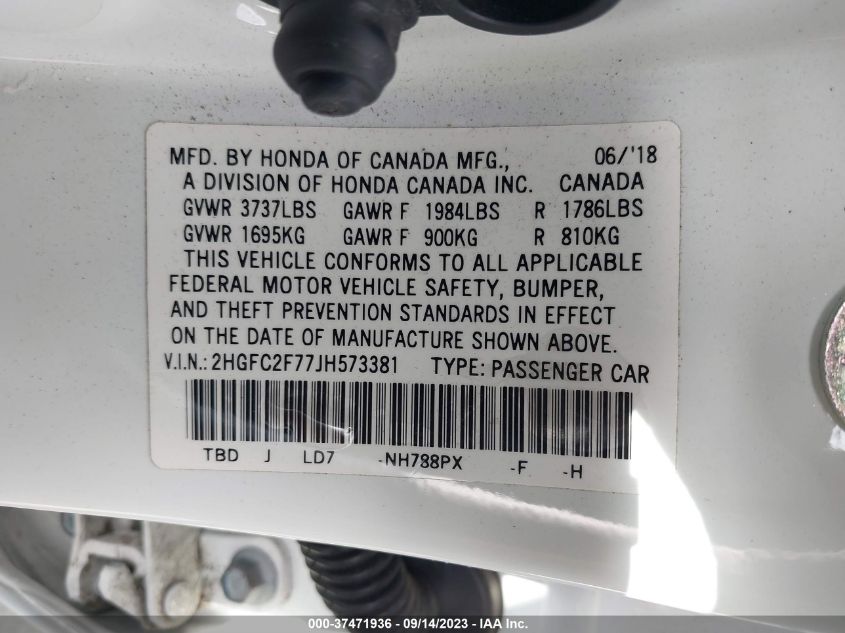 MFD. BY HONDA OF CANADA MFG., 06/'18
A DIVISION OF HONDA CANADA INC. CANADA
GVWR 3737LBS GAWR F 1984LBS R 1786LBS
GVWR 1695KG GAWR F 900KG R 810KG
THIS VEHICLE CONFORMS TO ALL APPLICABLE
FEDERAL MOTOR VEHICLE SAFETY, BUMPER,
AND THEFT PREVENTION STANDARDS IN EFFECT
ON THE DATE OF MANUFACTURE SHOWN ABOVE.
V.I.N.: 2HGFC2F77JH573381 TYPE: PASSENGER CAR
TBD J LD7 -NH788PX -F -H
000-37471936 | 09/14/2023 - IAA Inc.